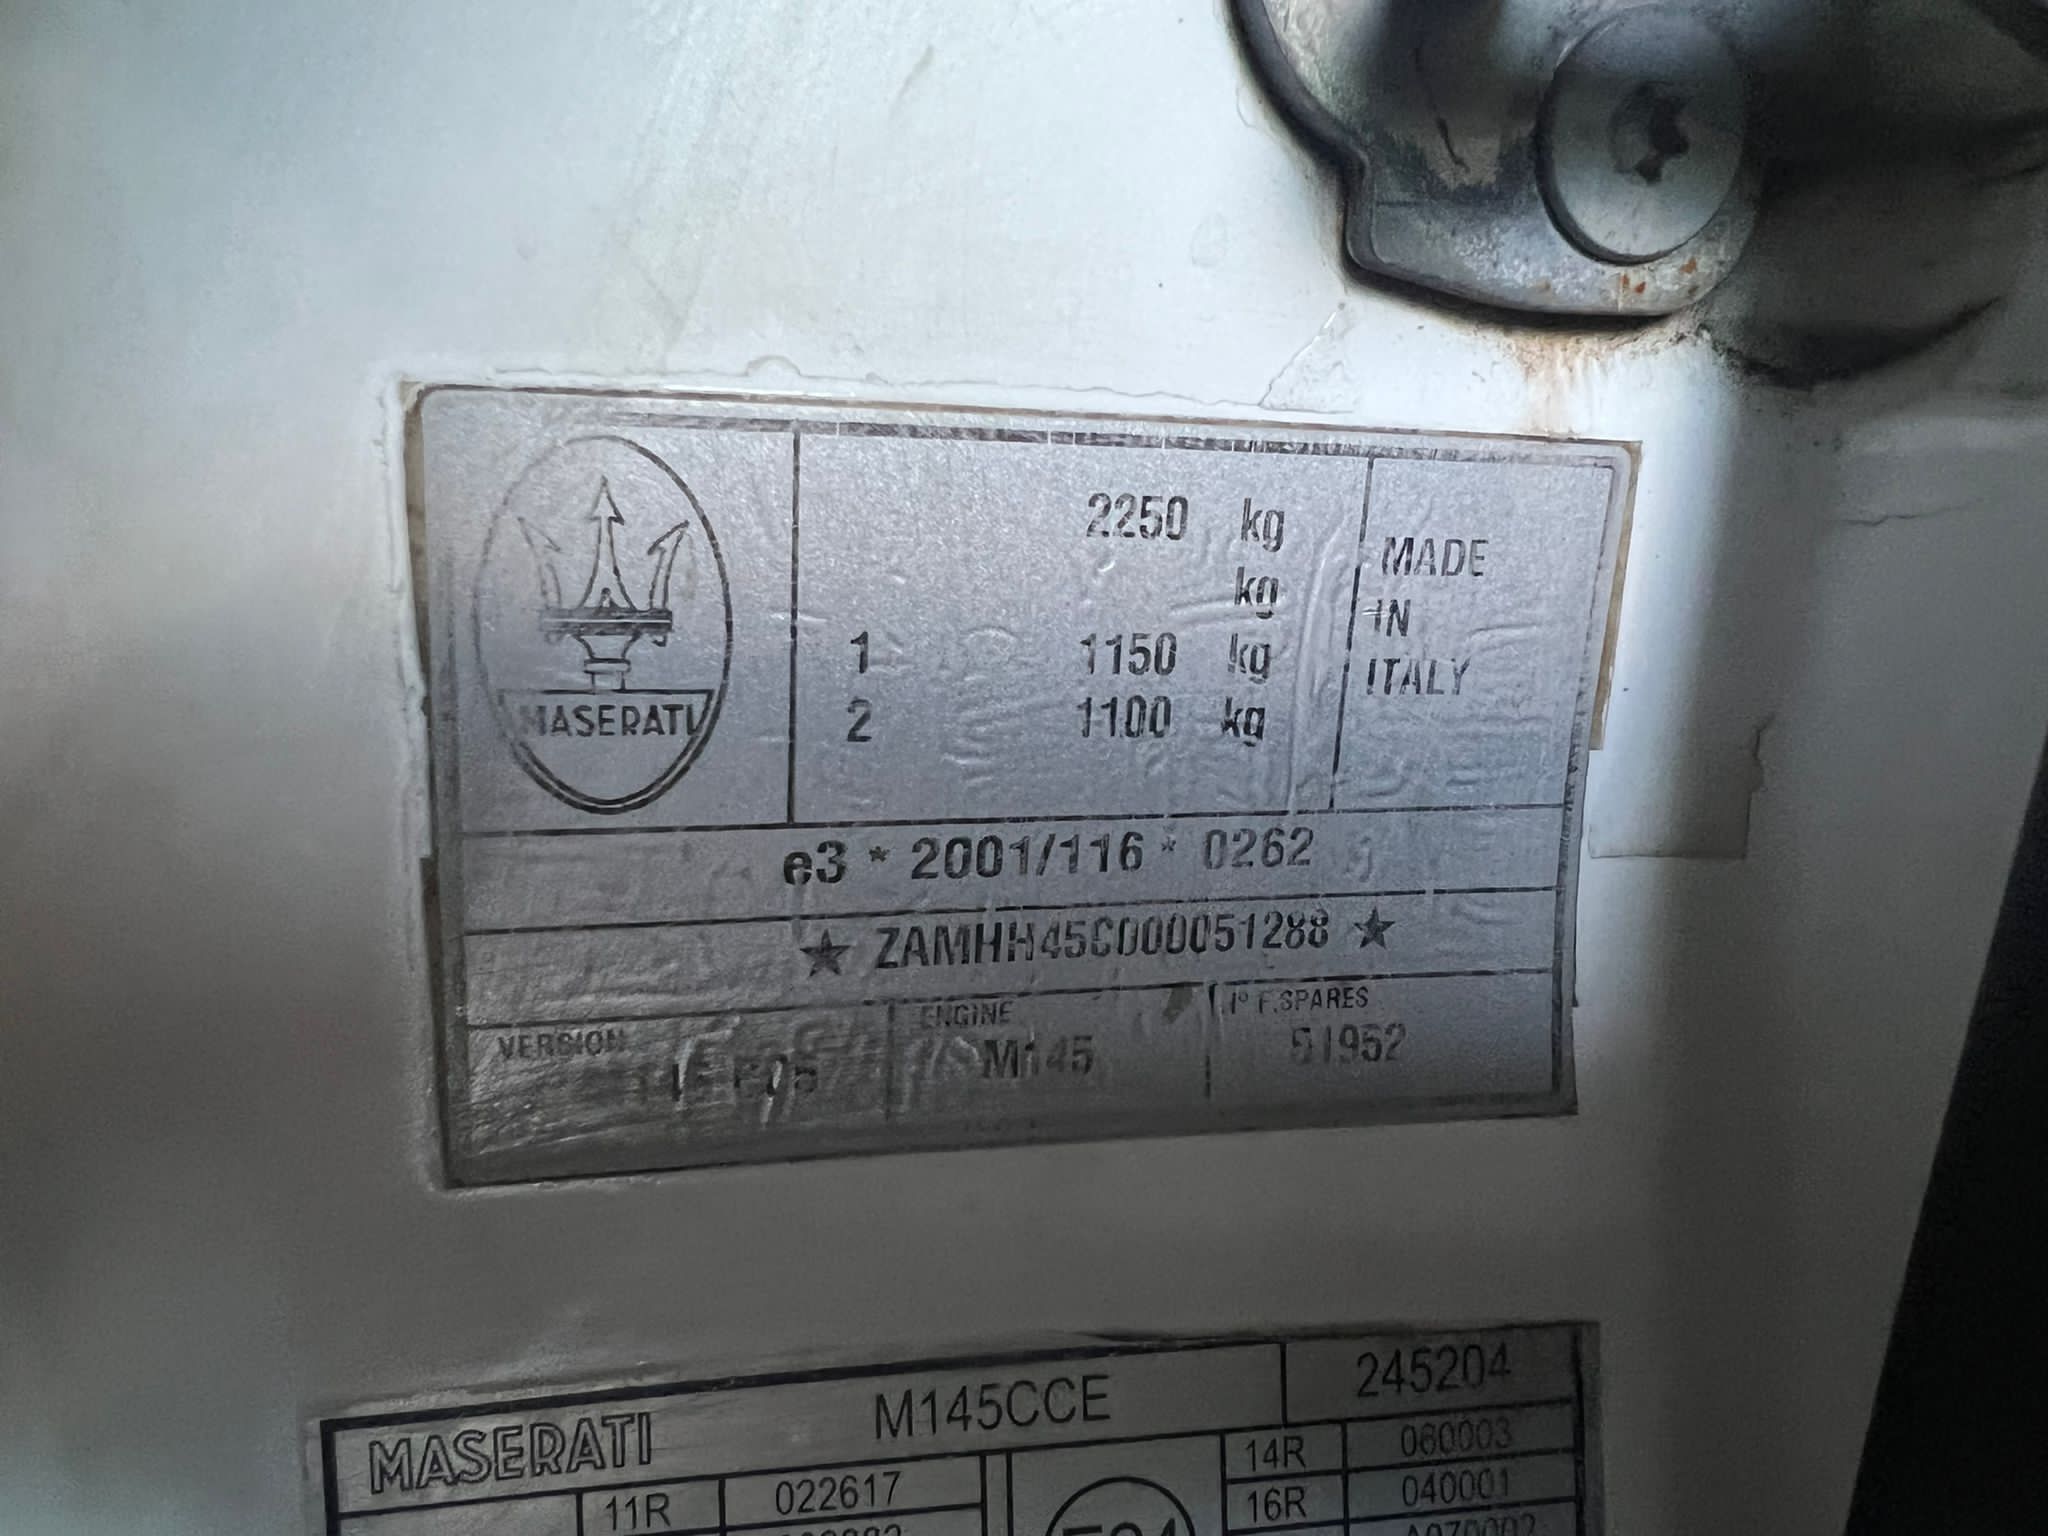 2250 kg
kg
1 1150 kg
2 1100 kg
MADE
IN
ITALY
MASERATI
e3 * 2001/116 * 0262
★ ZAMHH45C000051288 ★
VERSION
ENGINE
M145
F.SPARES
51952
MASERATI M145CCE 245204
11R 022617
14R 060003
16R 040001